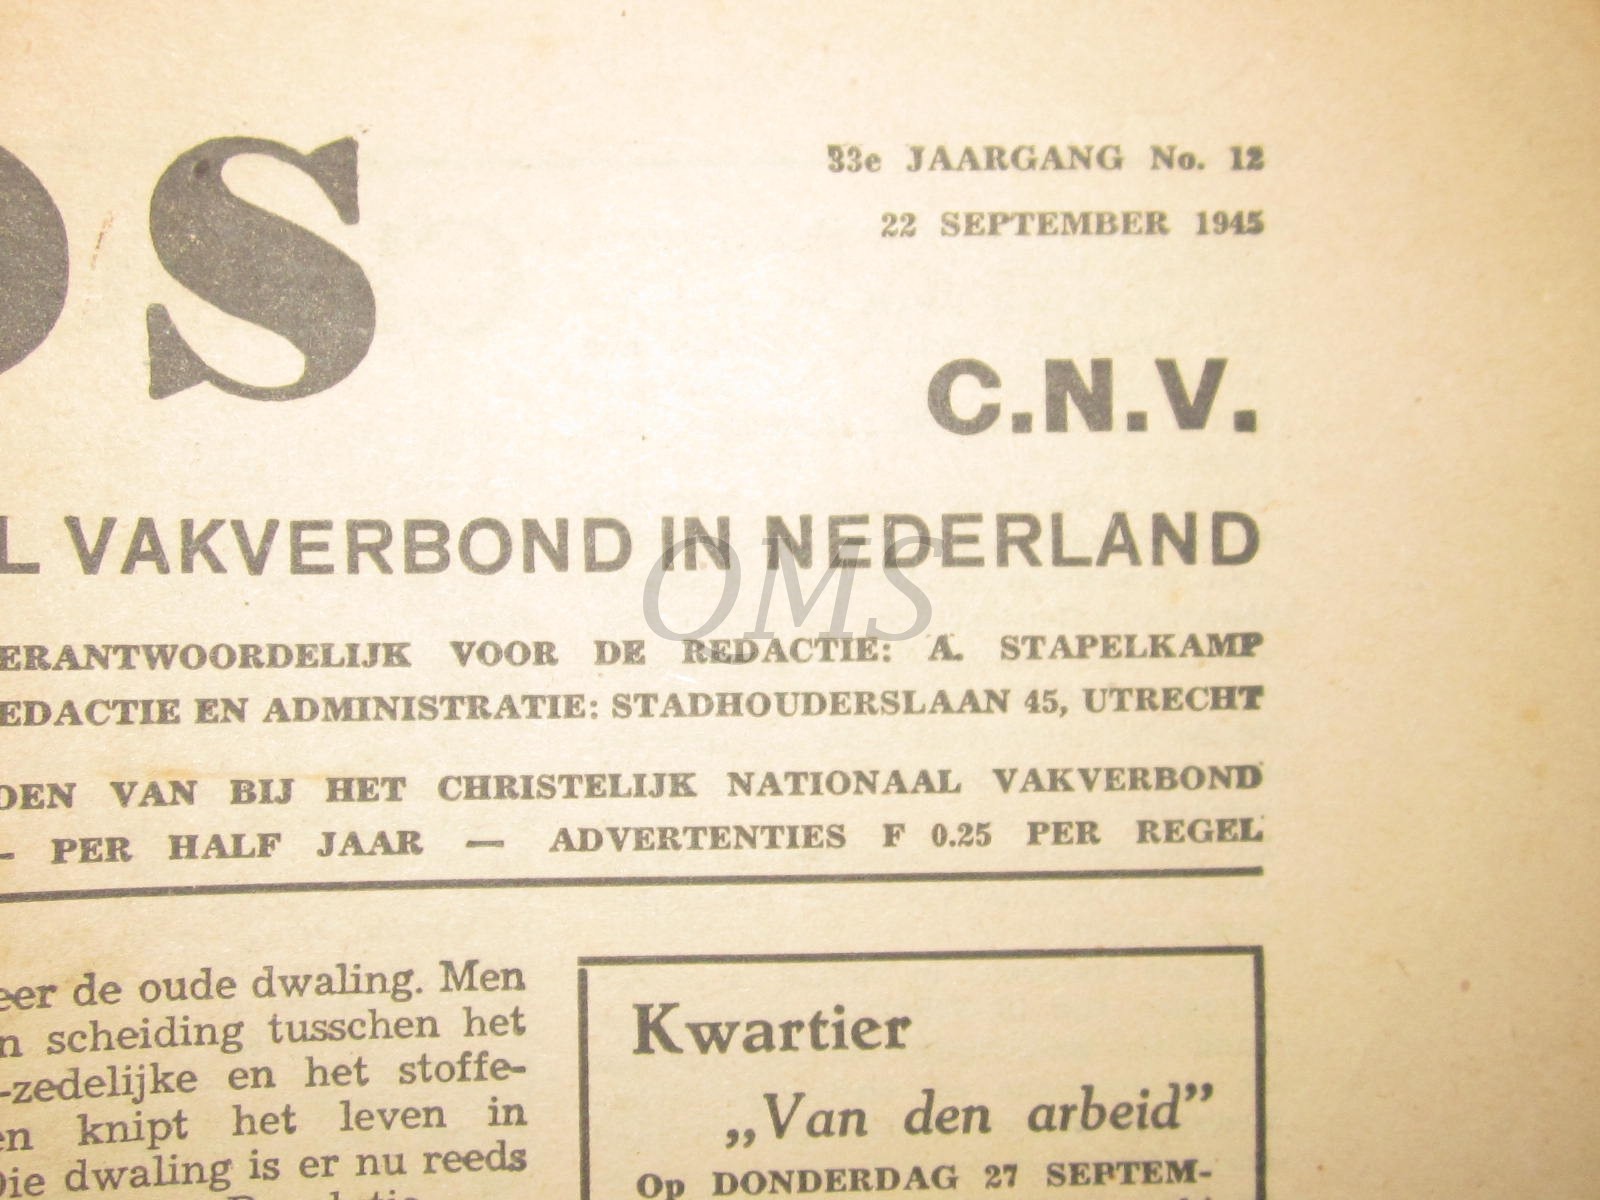 33e JAARGANG No. 12
22 SEPTEMBER 1945
OS
C.N.V.
L VAKVERBOND IN NEDERLAND
OMS
ERANTWOORDELIJK VOOR DE REDACTIE: A. STAPELKAMP
EDACTIE EN ADMINISTRATIE: STADHOUDERSLAAN 45, UTRECHT
DEN VAN BIJ HET CHRISTELIJK NATIONAAL VAKVERBOND
— PER HALF JAAR — ADVERTENTIES F 0.25 PER REGEL
eer de oude dwaling. Men
n scheiding tusschen het
-zedelijke en het stoffe-
en knipt het leven in
Die dwaling is er nu reeds
Kwartier
„Van den arbeid”
Op DONDERDAG 27 SEPTEM-